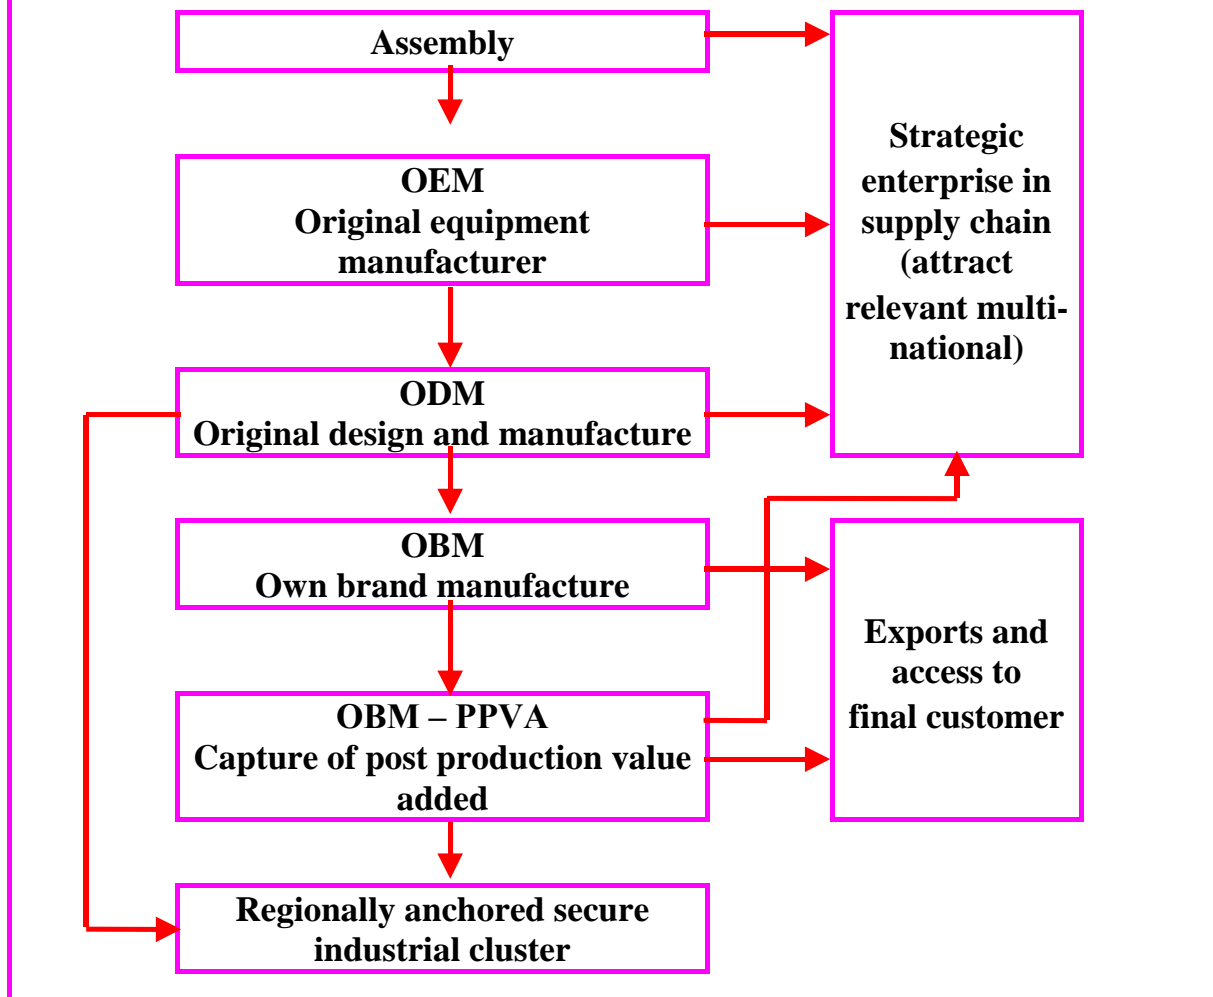 Assembly
OEM
Original equipment
manufacturer
ODM
Original design and manufacture
OBM
Own brand manufacture
OBM – PPVA
Capture of post production value
added
Regionally anchored secure
industrial cluster
Strategic
enterprise in
supply chain
(attract
relevant multi-
national)
Exports and
access to
final customer